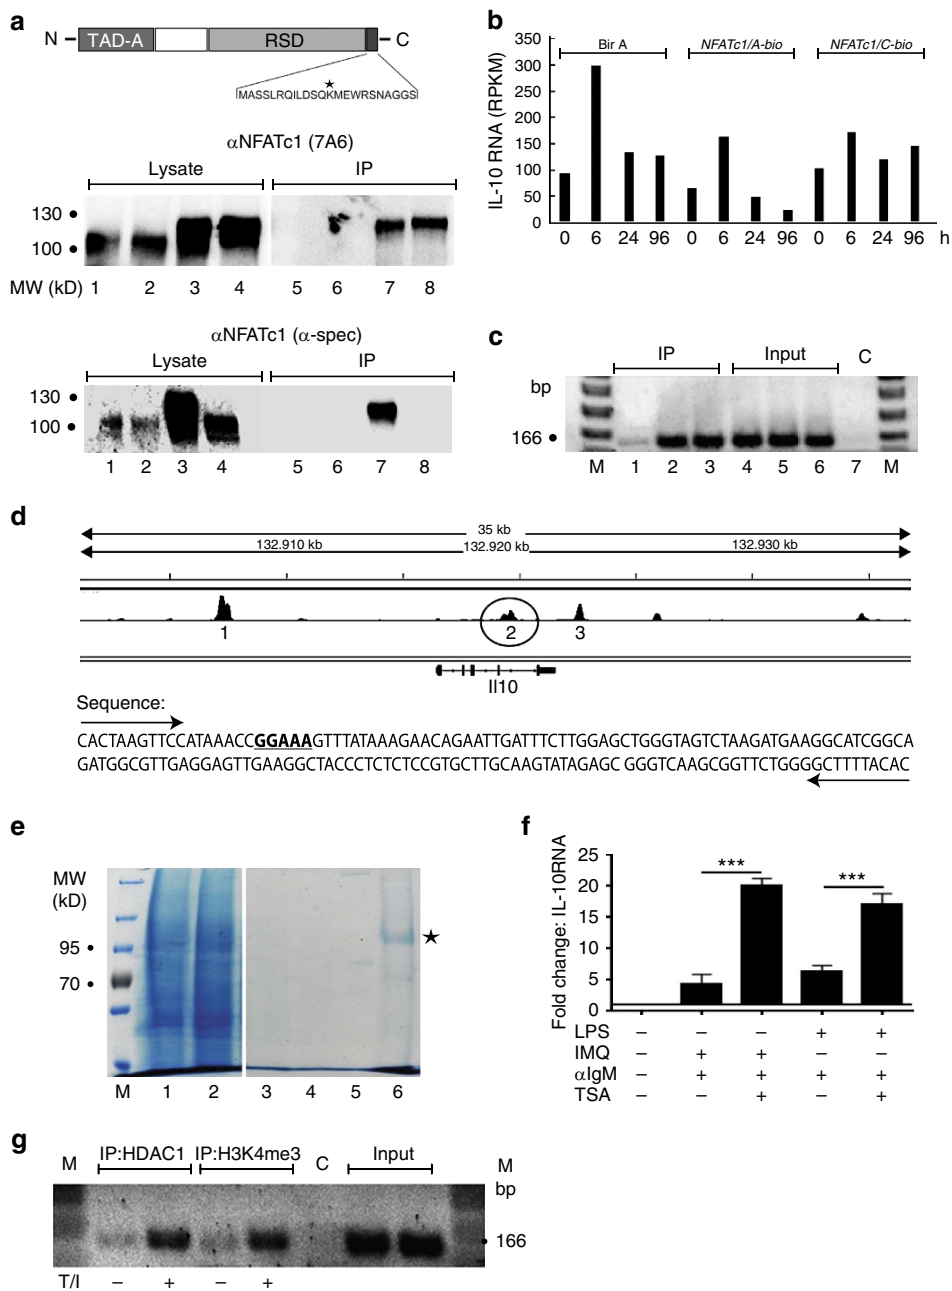 a
N TAD-A RSD C
★
MASSLRQILDSQKMEWRSNAGGS
αNFATc1 (7A6)
Lysate IP
130 •
100 •
MW (kD) 1 2 3 4 5 6 7 8
αNFATc1 (α-spec)
Lysate IP
130 •
100 •
1 2 3 4 5 6 7 8
b
IL-10 RNA (RPKM)
350
300
250
200
150
100
50
0
Bir A NFATc1/A-bio NFATc1/C-bio
0 6 24 96 0 6 24 96 0 6 24 96 h
c
IP Input C
bp
166 •
M 1 2 3 4 5 6 7 M
d
35 kb
132.910 kb 132.920 kb 132.930 kb
1 2 3
Il10
Sequence:
CACTAAGTTCCATAAACCGGAAAGTTTATAAAGAACAGAATTGATTTCTTGGAGCTGGGTAGTCTAAGATGAAGGCATCGGCA
GATGGCGTTGAGGAGTTGAAGGCTACCCTCTCTCCGTGCTTGCAAGTATAGAGC GGGTCAAGCGGTTCTGGGGCTTTTACAC
e
MW
(kD)
95 •
70 •
★
M 1 2 3 4 5 6
f
Fold change: IL-10RNA
25
20
15
10
5
0
*** ***
LPS – – – + +
IMQ – + + – –
αIgM – + + + +
TSA – – + – +
g
M IP:HDAC1 IP:H3K4me3 C Input M
bp
• 166
T/I – + – +